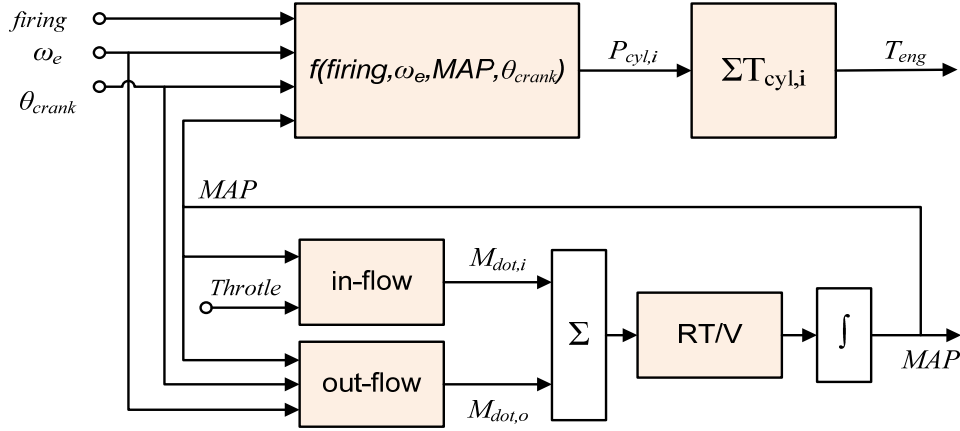 firing
ωe
θcrank
f(firing,ωe,MAP,θcrank)
Pcyl,i
ΣTcyl,i
Teng
MAP
Throtle
in-flow
Mdot,i
out-flow
Mdot,o
Σ
RT/V
∫
MAP